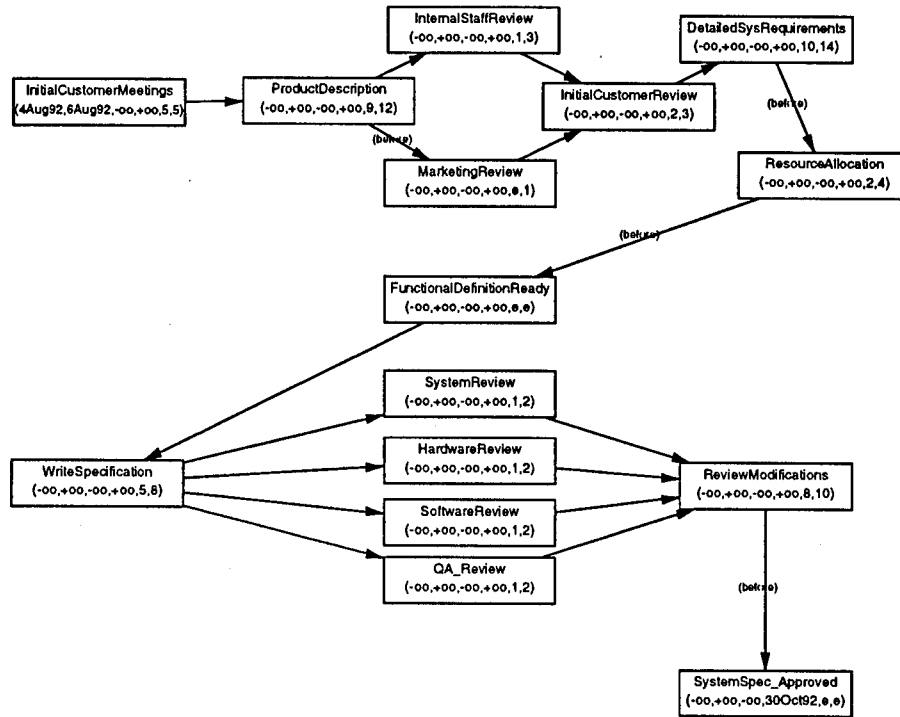 InternalStaffReview
(-oo,+oo,-oo,+oo,1,3)
DetailedSysRequirements
(-oo,+oo,-oo,+oo,10,14)
InitialCustomerMeetings
(4Aug92,6Aug92,-oo,+oo,5,5)
ProductDescription
(-oo,+oo,-oo,+oo,9,12)
InitialCustomerReview
(-oo,+oo,-oo,+oo,2,3)
(before)
(before)
MarketingReview
(-oo,+oo,-oo,+oo,e,1)
ResourceAllocation
(-oo,+oo,-oo,+oo,2,4)
(before)
FunctionalDefinitionReady
(-oo,+oo,-oo,+oo,e,e)
SystemReview
(-oo,+oo,-oo,+oo,1,2)
HardwareReview
(-oo,+oo,-oo,+oo,1,2)
WriteSpecification
(-oo,+oo,-oo,+oo,5,8)
ReviewModifications
(-oo,+oo,-oo,+oo,8,10)
SoftwareReview
(-oo,+oo,-oo,+oo,1,2)
QA_Review
(-oo,+oo,-oo,+oo,1,2)
(before)
SystemSpec_Approved
(-oo,+oo,-oo,30Oct92,e,e)